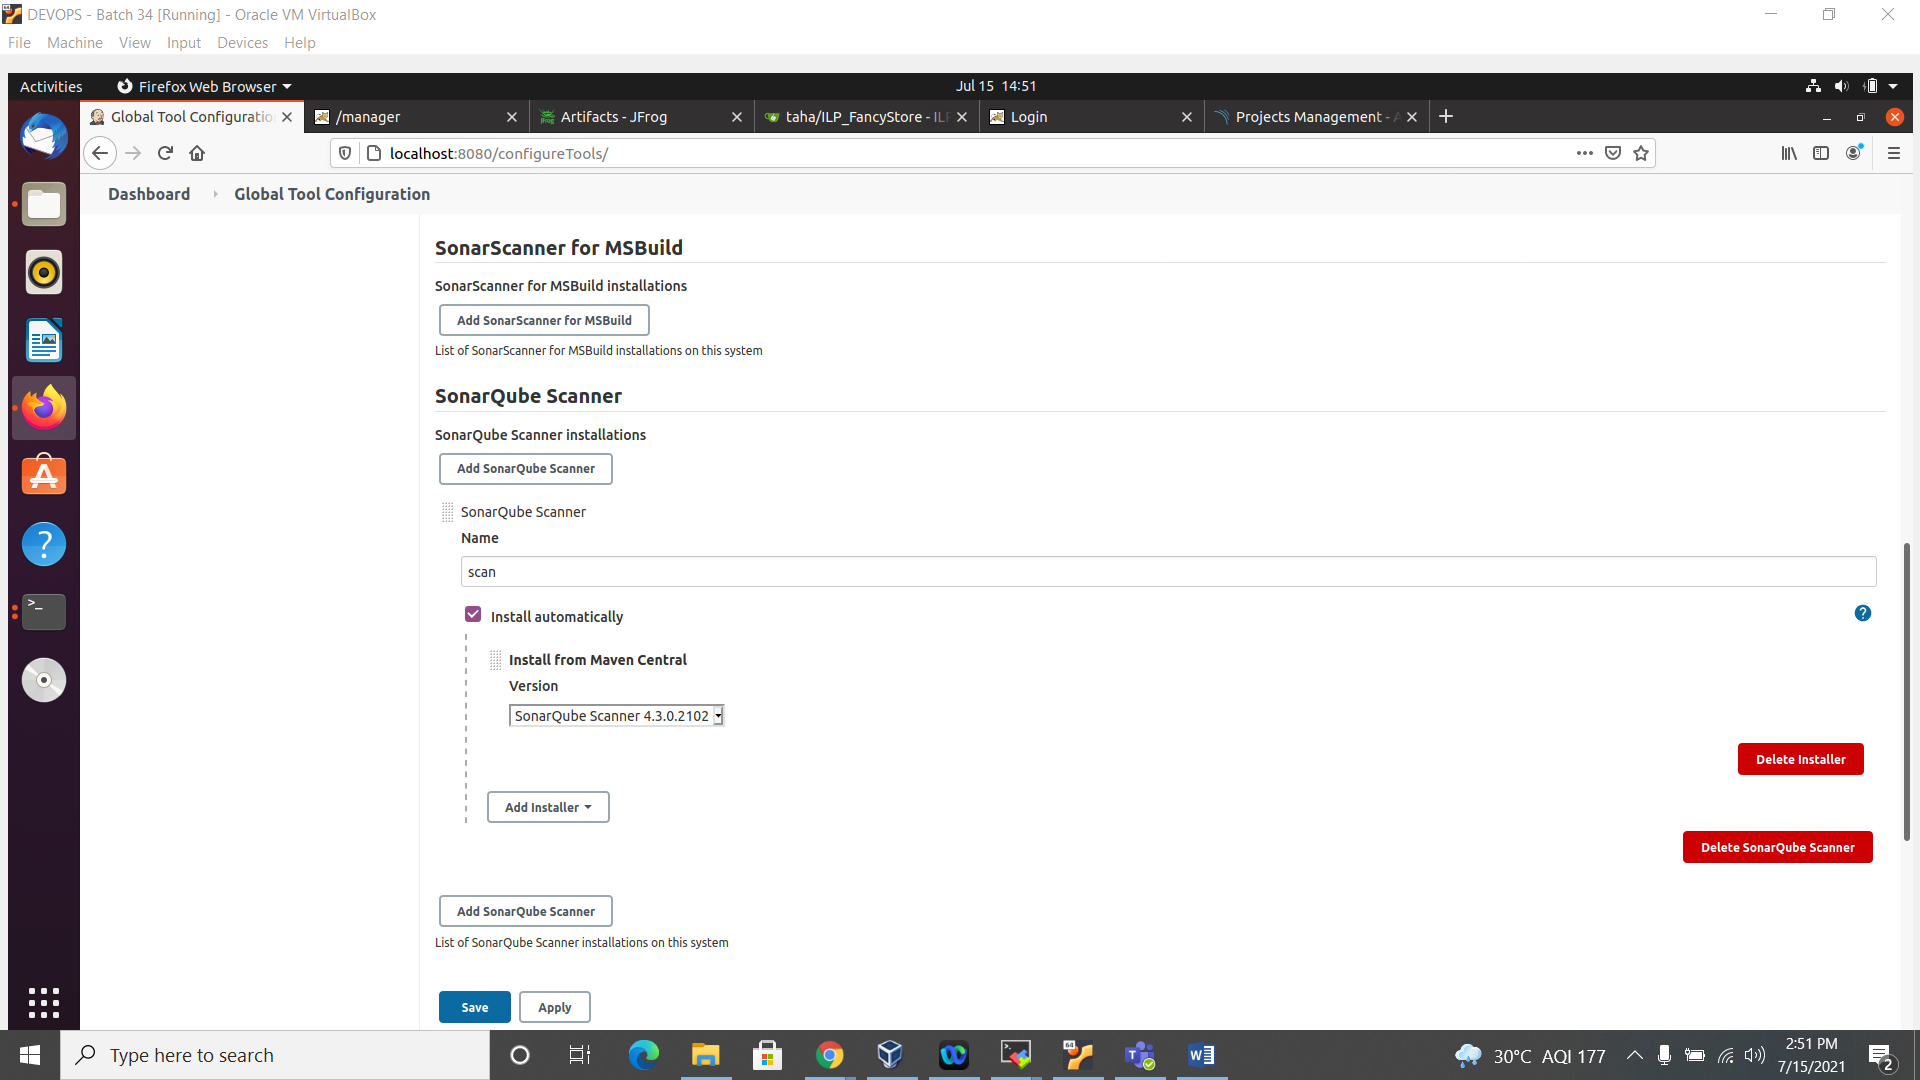 DEVOPS - Batch 34 [Running] - Oracle VM VirtualBox
File Machine View Input Devices Help
Activities Firefox Web Browser Jul 15 14:51
Global Tool Configuratio /manager Artifacts - JFrog taha/ILP_FancyStore - ILF Login Projects Management - A
localhost:8080/configureTools/
Dashboard Global Tool Configuration
SonarScanner for MSBuild
SonarScanner for MSBuild installations
Add SonarScanner for MSBuild
List of SonarScanner for MSBuild installations on this system
SonarQube Scanner
SonarQube Scanner installations
Add SonarQube Scanner
SonarQube Scanner
Name
scan
Install automatically
Install from Maven Central
Version
SonarQube Scanner 4.3.0.2102
Delete Installer
Add Installer
Delete SonarQube Scanner
Add SonarQube Scanner
List of SonarQube Scanner installations on this system
Save Apply
Type here to search
30°C AQI 177
2:51 PM
7/15/2021
2